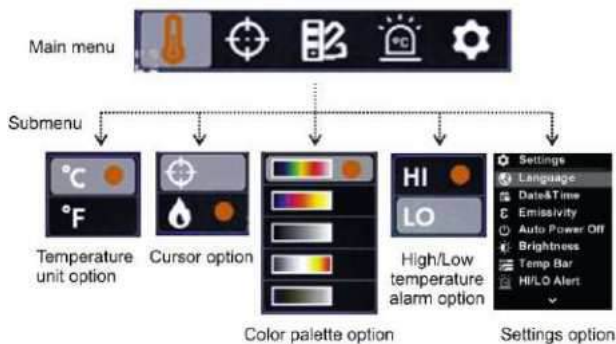 Main menu
°C
Submenu
°C
°F
HI
LO
Settings
Language
Date&Time
Emissivity
Auto Power Off
Brightness
Temp Bar
HI/LO Alert
Temperature
unit option
Cursor option
High/Low
temperature
alarm option
Color palette option
Settings option